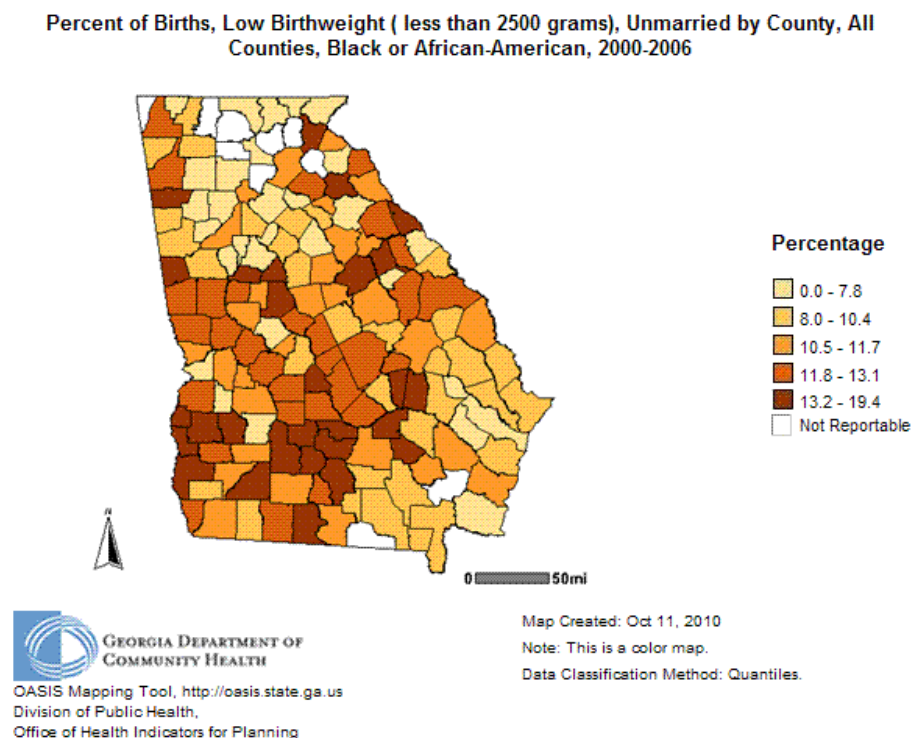 Percent of Births, Low Birthweight ( less than 2500 grams), Unmarried by County, All
Counties, Black or African-American, 2000-2006
Percentage
0.0 - 7.8
8.0 - 10.4
10.5 - 11.7
11.8 - 13.1
13.2 - 19.4
Not Reportable
N
0 50mi
GEORGIA DEPARTMENT OF
COMMUNITY HEALTH
OASIS Mapping Tool, http://oasis.state.ga.us
Division of Public Health,
Office of Health Indicators for Planning
Map Created: Oct 11, 2010
Note: This is a color map.
Data Classification Method: Quantiles.